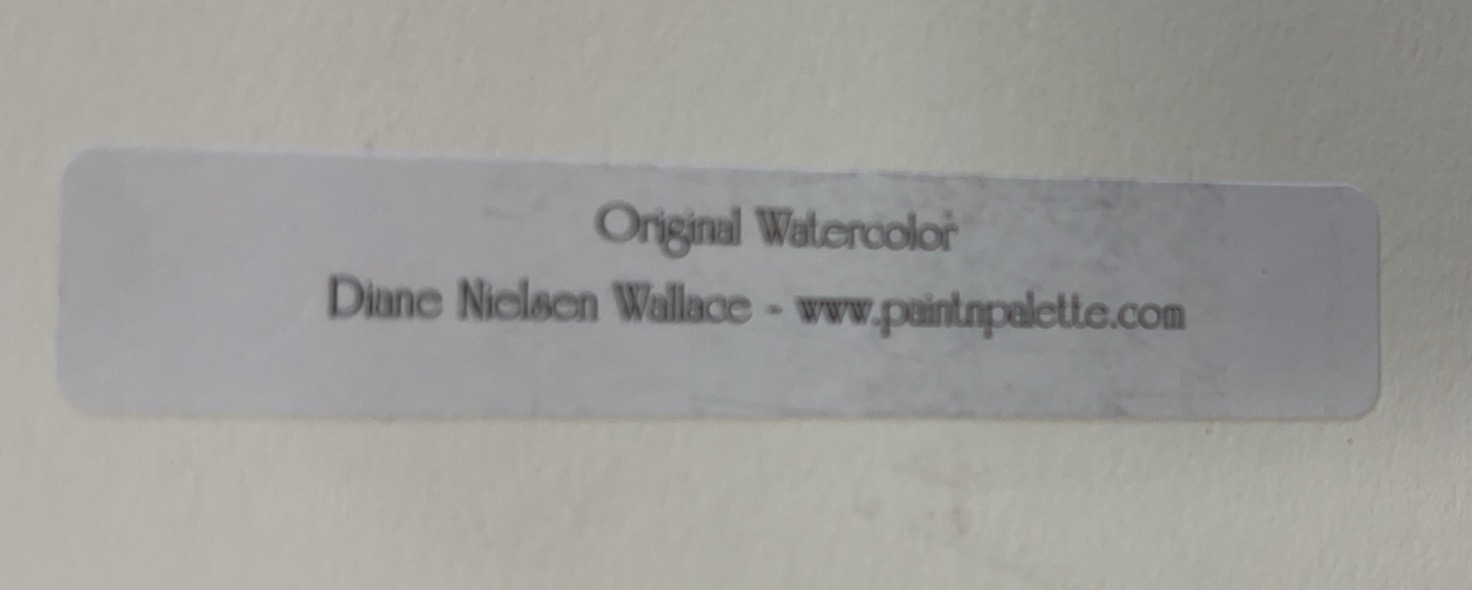 Original Watercolor
Diane Nielsen Wallace - www.paintnpalette.com